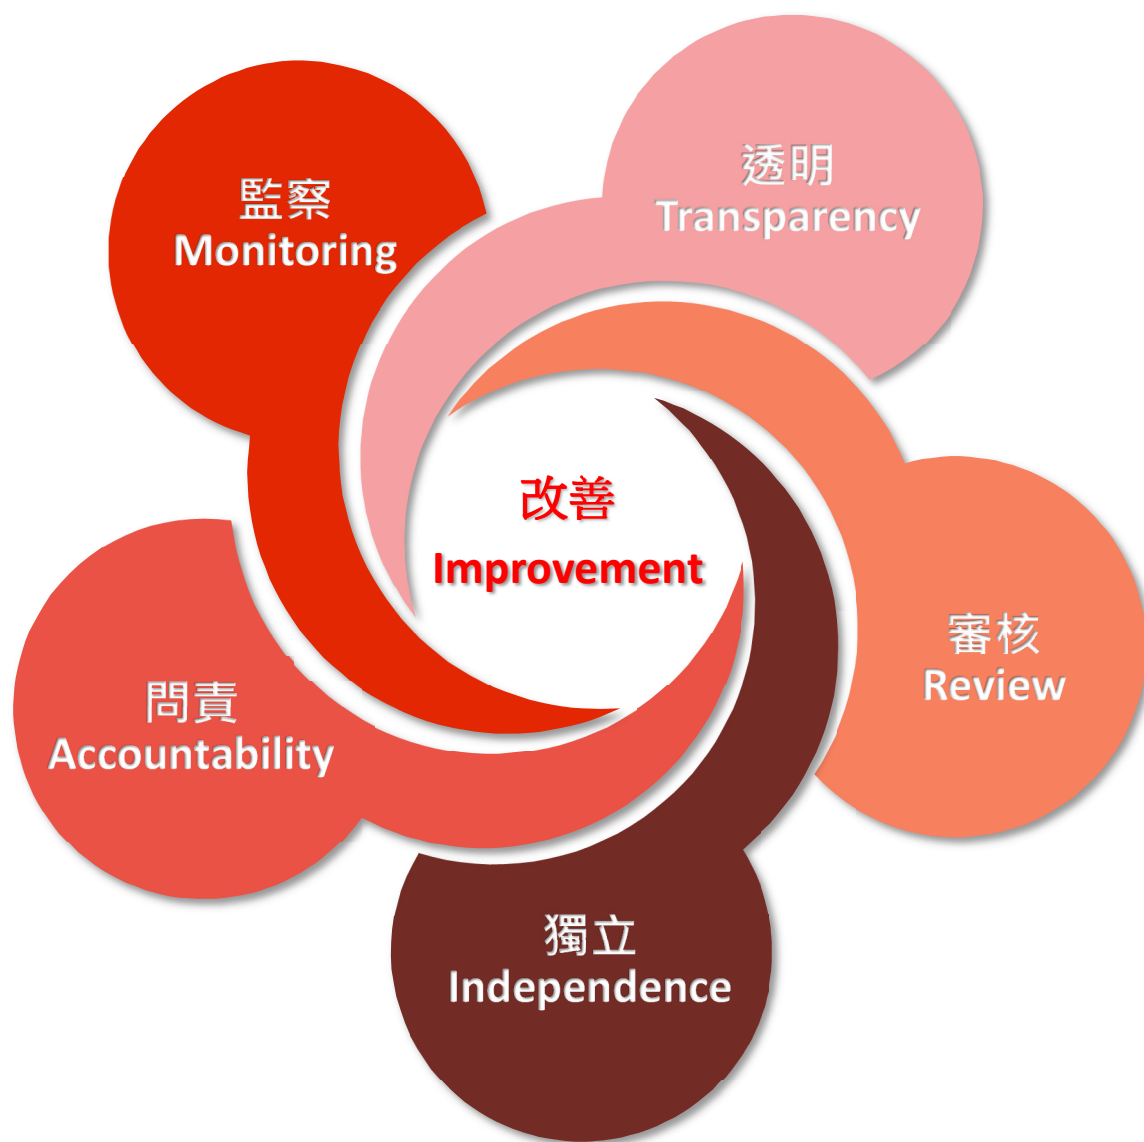 透明
Transparency
監察
Monitoring
改善
Improvement
審核
Review
問責
Accountability
獨立
Independence